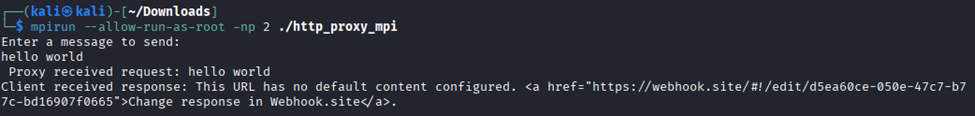 ┌──(kali㉿kali)-[~/Downloads]
└─$ mpirun --allow-run-as-root -np 2 ./http_proxy_mpi
Enter a message to send:
hello world
 Proxy received request: hello world
Client received response: This URL has no default content configured. <a href="https://webhook.site/#!/edit/d5ea60ce-050e-47c7-b7
7c-bd16907f0665">Change response in Webhook.site</a>.